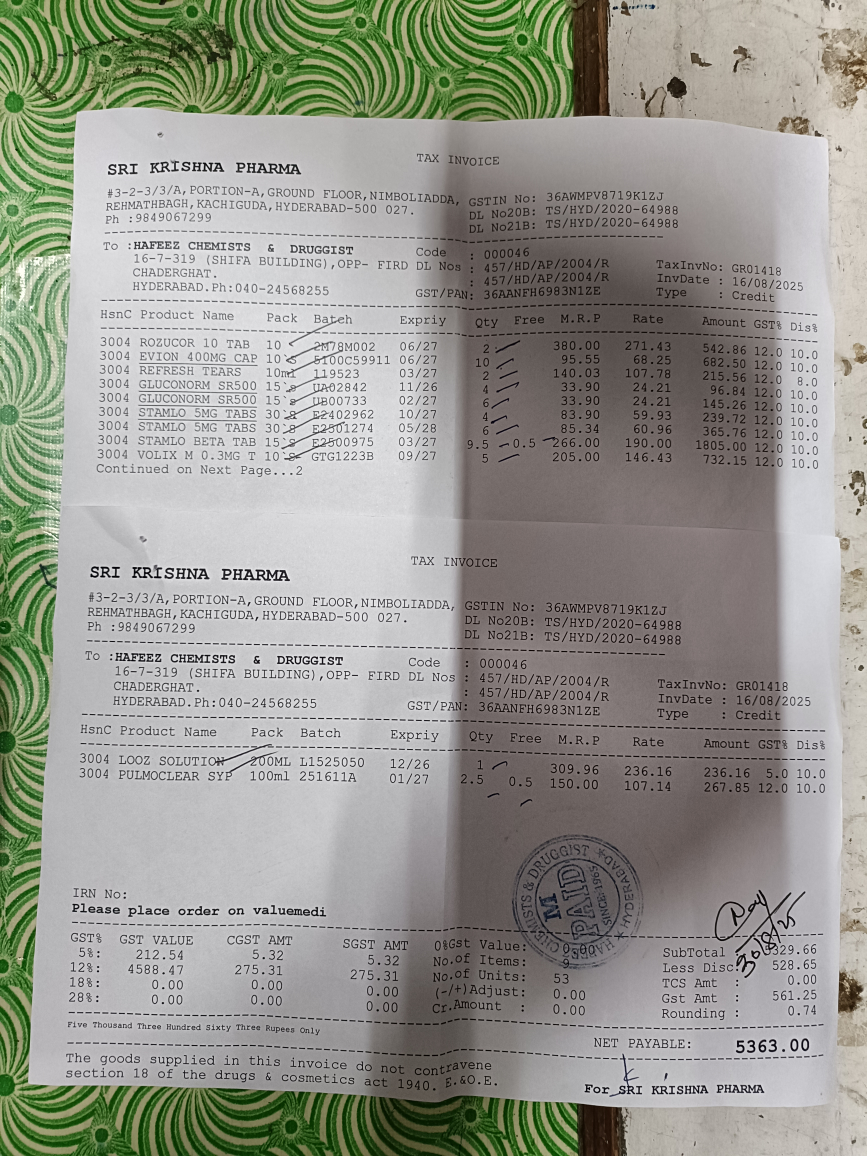 TAX INVOICE
SRI KRISHNA PHARMA
#3-2-3/3/A,PORTION-A,GROUND FLOOR,NIMBOLIADDA, GSTIN No: 36AWMPV8719K1ZJ
REHMATHBAGH,KACHIGUDA,HYDERABAD-500 027. DL No20B: TS/HYD/2020-64988
Ph :9849067299 DL No21B: TS/HYD/2020-64988
To :HAFEEZ CHEMISTS & DRUGGIST Code : 000046
16-7-319 (SHIFA BUILDING),OPP- FIRD DL Nos : 457/HD/AP/2004/R TaxInvNo: GR01418
CHADERGHAT. : 457/HD/AP/2004/R InvDate : 16/08/2025
HYDERABAD.Ph:040-24568255 GST/PAN: 36AANFH6983N1ZE Type : Credit
HsnC Product Name Pack Batch Expriy Qty Free M.R.P Rate Amount GST% Dis%
3004 ROZUCOR 10 TAB 10 2M78M002 06/27 2 380.00 271.43 542.86 12.0 10.0
3004 EVION 400MG CAP 10's 5100C59911 06/27 10 95.55 68.25 682.50 12.0 10.0
3004 REFRESH TEARS 10ml 119523 03/27 2 140.03 107.78 215.56 12.0 8.0
3004 GLUCONORM SR500 15's UA02842 11/26 4 33.90 24.21 96.84 12.0 10.0
3004 GLUCONORM SR500 15's UB00733 02/27 6 33.90 24.21 145.26 12.0 10.0
3004 STAMLO 5MG TABS 30's E2402962 10/27 4 83.90 59.93 239.72 12.0 10.0
3004 STAMLO 5MG TABS 30's E2501274 05/28 6 85.34 60.96 365.76 12.0 10.0
3004 STAMLO BETA TAB 15's E2500975 03/27 9.5 0.5 266.00 190.00 1805.00 12.0 10.0
3004 VOLIX M 0.3MG T 10's GTG1223B 09/27 5 205.00 146.43 732.15 12.0 10.0
Continued on Next Page...2
TAX INVOICE
SRI KRISHNA PHARMA
#3-2-3/3/A,PORTION-A,GROUND FLOOR,NIMBOLIADDA, GSTIN No: 36AWMPV8719K1ZJ
REHMATHBAGH,KACHIGUDA,HYDERABAD-500 027. DL No20B: TS/HYD/2020-64988
Ph :9849067299 DL No21B: TS/HYD/2020-64988
To :HAFEEZ CHEMISTS & DRUGGIST Code : 000046
16-7-319 (SHIFA BUILDING),OPP- FIRD DL Nos : 457/HD/AP/2004/R TaxInvNo: GR01418
CHADERGHAT. : 457/HD/AP/2004/R InvDate : 16/08/2025
HYDERABAD.Ph:040-24568255 GST/PAN: 36AANFH6983N1ZE Type : Credit
HsnC Product Name Pack Batch Expriy Qty Free M.R.P Rate Amount GST% Dis%
3004 LOOZ SOLUTION 200ML L1525050 12/26 1 309.96 236.16 236.16 5.0 10.0
3004 PULMOCLEAR SYP 100ml 251611A 01/27 2.5 0.5 150.00 107.14 267.85 12.0 10.0
CHEMISTS & DRUGGIST HYDERABAD
M PAID SINCE-1965
30/8/25
IRN No:
Please place order on valuemedi
GST% GST VALUE CGST AMT SGST AMT 0%Gst Value: 0.00 SubTotal 5329.66
5%: 212.54 5.32 5.32 No.of Items: 9 Less Disc: 528.65
12%: 4588.47 275.31 275.31 No.of Units: 53 TCS Amt : 0.00
18%: 0.00 0.00 0.00 (-/+)Adjust: 0.00 Gst Amt : 561.25
28%: 0.00 0.00 0.00 Cr.Amount : 0.00 Rounding : 0.74
Five Thousand Three Hundred Sixty Three Rupees Only
NET PAYABLE: 5363.00
The goods supplied in this invoice do not contravene
section 18 of the drugs & cosmetics act 1940. E.&O.E.
For SRI KRISHNA PHARMA